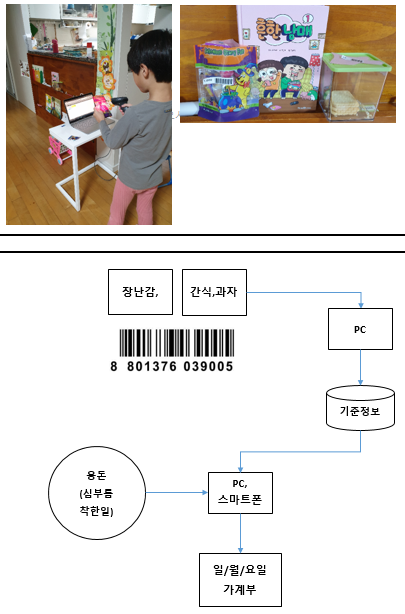 흔한남매 1
장난감,
간식,과자
PC
8 801376 039005
기준정보
용돈
(심부름
착한일)
PC,
스마트폰
일/월/요일
가계부